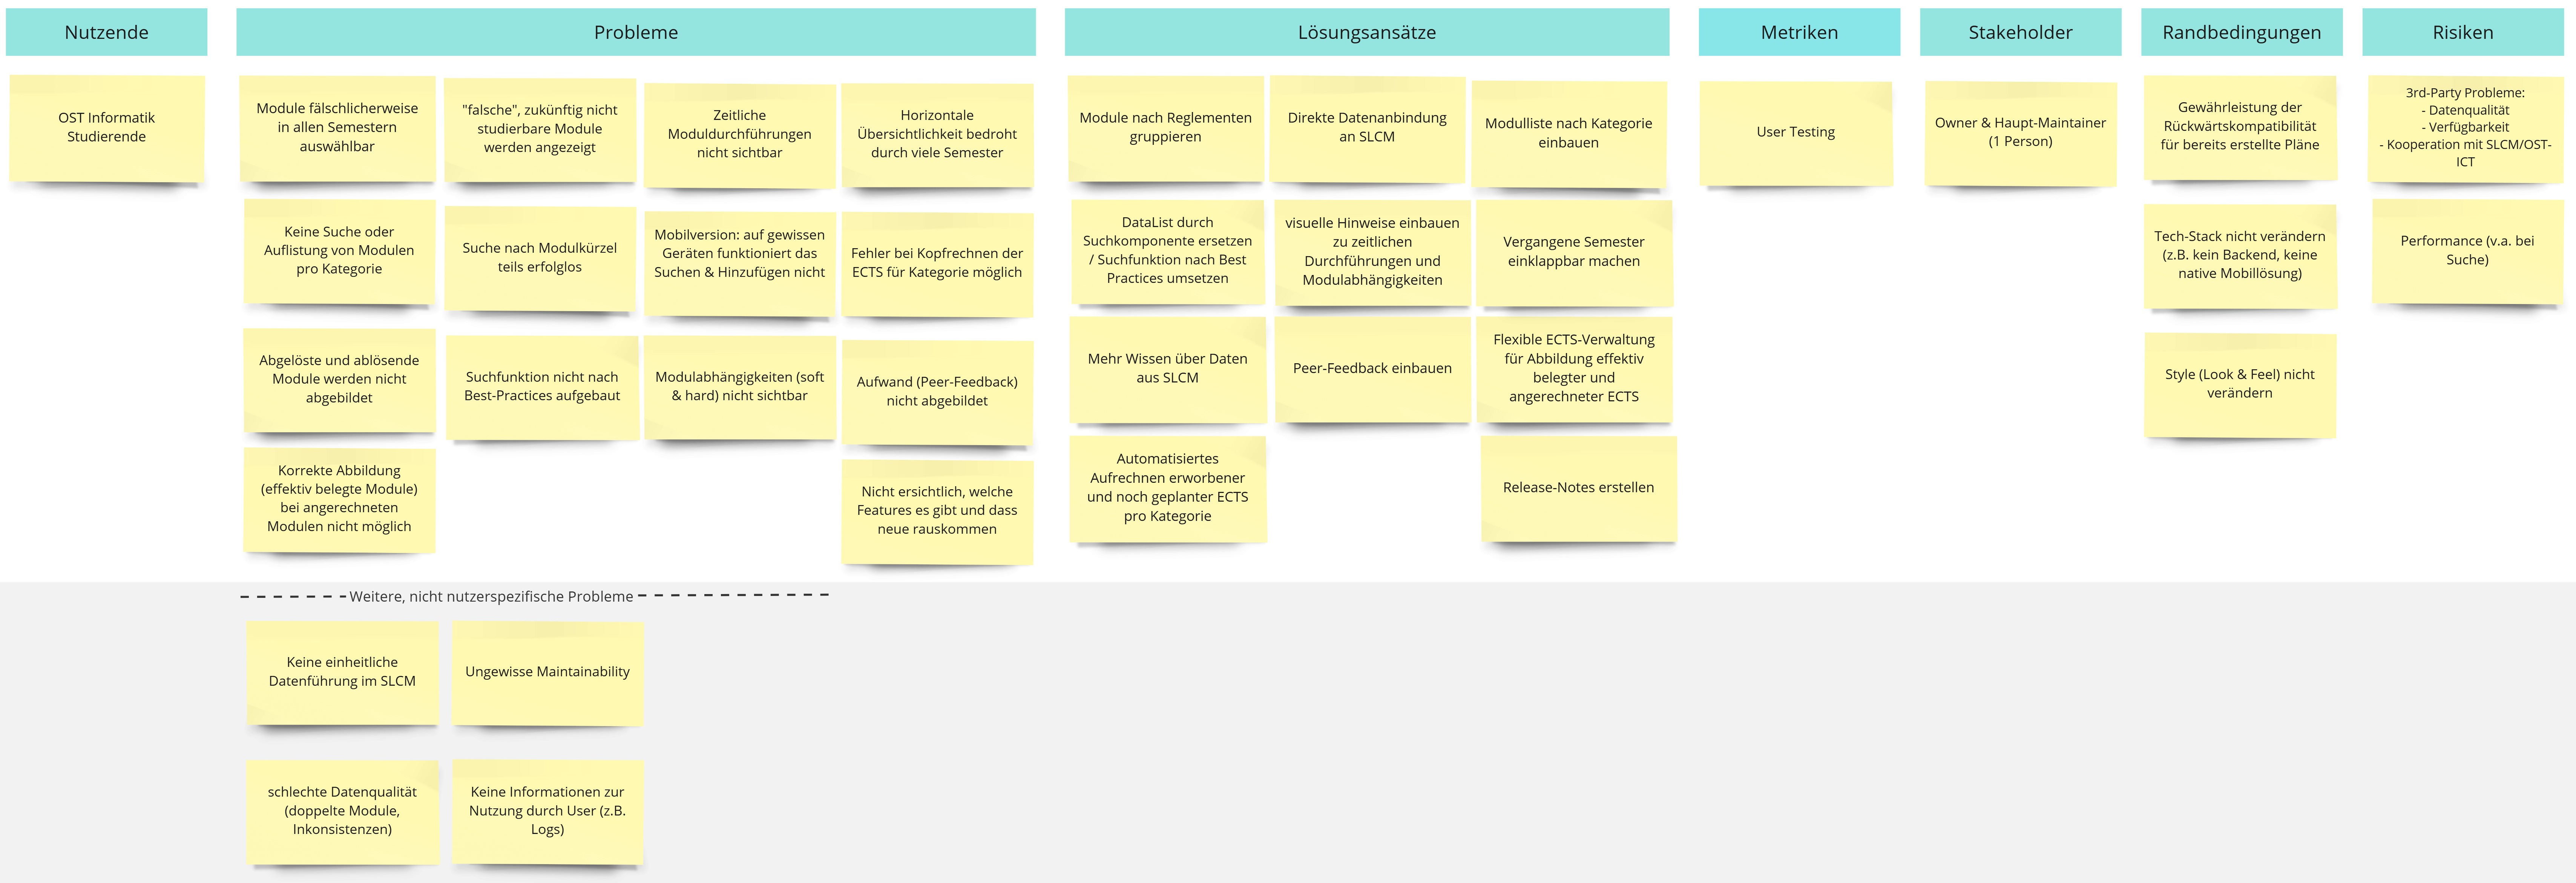 Nutzende
OST Informatik
Studierende
Probleme
Module fälschlicherweise
in allen Semestern
auswählbar
"falsche", zukünftig nicht
studierbare Module
werden angezeigt
Zeitliche
Moduldurchführungen
nicht sichtbar
Horizontale
Übersichtlichkeit bedroht
durch viele Semester
Keine Suche oder
Auflistung von Modulen
pro Kategorie
Suche nach Modulkürzel
teils erfolglos
Mobilversion: auf gewissen
Geräten funktioniert das
Suchen & Hinzufügen nicht
Fehler bei Kopfrechnen der
ECTS für Kategorie möglich
Abgelöste und ablösende
Module werden nicht
abgebildet
Suchfunktion nicht nach
Best-Practices aufgebaut
Modulabhängigkeiten (soft
& hard) nicht sichtbar
Aufwand (Peer-Feedback)
nicht abgebildet
Korrekte Abbildung
(effektiv belegte Module)
bei angerechneten
Modulen nicht möglich
Nicht ersichtlich, welche
Features es gibt und dass
neue rauskommen
Lösungsansätze
Module nach Reglementen
gruppieren
Direkte Datenanbindung
an SLCM
Modulliste nach Kategorie
einbauen
DataList durch
Suchkomponente ersetzen
/ Suchfunktion nach Best
Practices umsetzen
visuelle Hinweise einbauen
zu zeitlichen
Durchführungen und
Modulabhängigkeiten
Vergangene Semester
einklappbar machen
Mehr Wissen über Daten
aus SLCM
Peer-Feedback einbauen
Flexible ECTS-Verwaltung
für Abbildung effektiv
belegter und
angerechneter ECTS
Automatisiertes
Aufrechnen erworbener
und noch geplanter ECTS
pro Kategorie
Release-Notes erstellen
Metriken
User Testing
Stakeholder
Owner & Haupt-Maintainer
(1 Person)
Randbedingungen
Gewährleistung der
Rückwärtskompatibilität
für bereits erstellte Pläne
Tech-Stack nicht verändern
(z.B. kein Backend, keine
native Mobillösung)
Style (Look & Feel) nicht
verändern
Risiken
3rd-Party Probleme:
- Datenqualität
- Verfügbarkeit
- Kooperation mit SLCM/OST-
ICT
Performance (v.a. bei
Suche)
Weitere, nicht nutzerspezifische Probleme
Keine einheitliche
Datenführung im SLCM
Ungewisse Maintainability
schlechte Datenqualität
(doppelte Module,
Inkonsistenzen)
Keine Informationen zur
Nutzung durch User (z.B.
Logs)